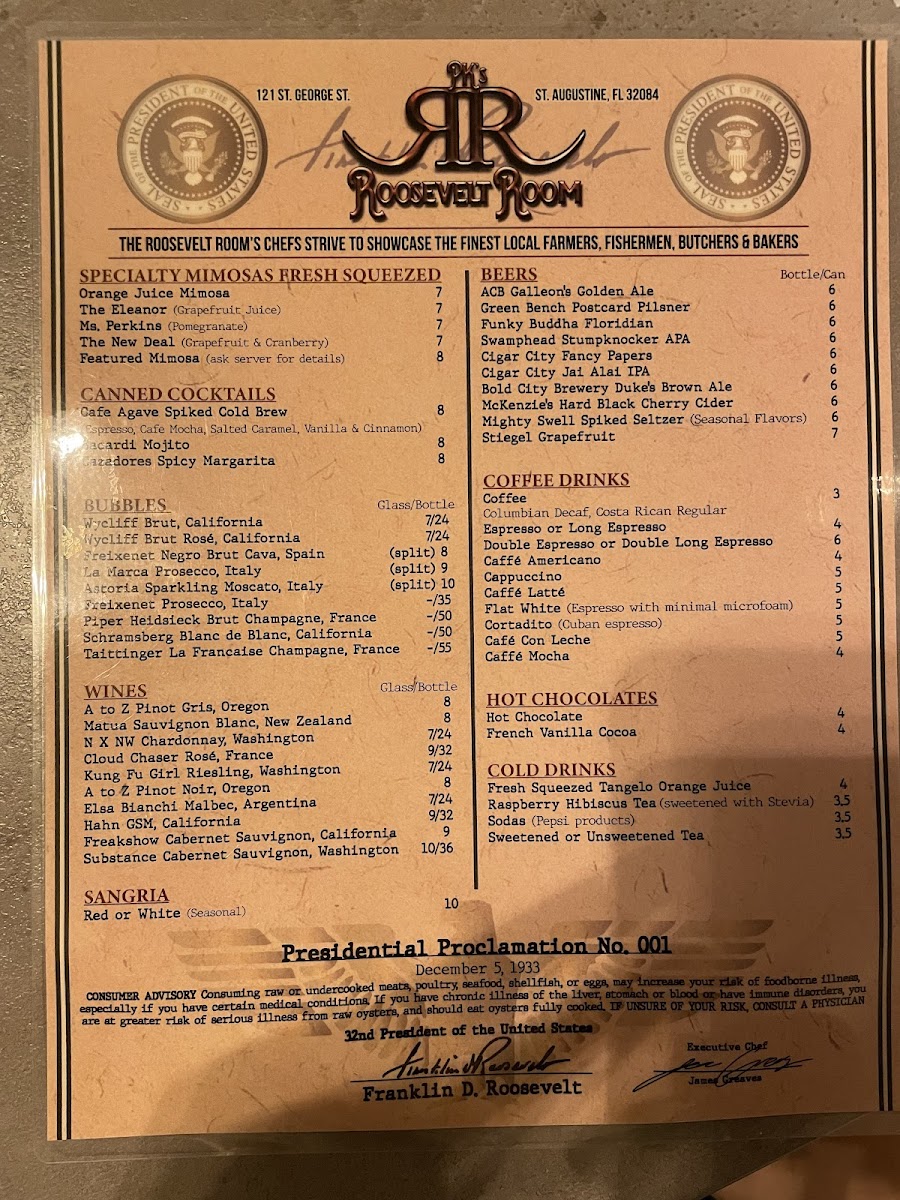 PK's
RR
ROOSEVELT ROOM
121 ST. GEORGE ST.
ST. AUGUSTINE, FL 32084
SEAL OF THE PRESIDENT OF THE UNITED STATES
SEAL OF THE PRESIDENT OF THE UNITED STATES
THE ROOSEVELT ROOM'S CHEFS STRIVE TO SHOWCASE THE FINEST LOCAL FARMERS, FISHERMEN, BUTCHERS & BAKERS
SPECIALTY MIMOSAS FRESH SQUEEZED
Orange Juice Mimosa 7
The Eleanor (Grapefruit Juice) 7
Ms. Perkins (Pomegranate) 7
The New Deal (Grapefruit & Cranberry) 7
Featured Mimosa (ask server for details) 8
CANNED COCKTAILS
Cafe Agave Spiked Cold Brew 8
Espresso, Cafe Mocha, Salted Caramel, Vanilla & Cinnamon)
Bacardi Mojito 8
Cazadores Spicy Margarita 8
BUBBLES Glass/Bottle
Wycliff Brut, California 7/24
Wycliff Brut Rosé, California 7/24
Freixenet Negro Brut Cava, Spain (split) 8
La Marca Prosecco, Italy (split) 9
Astoria Sparkling Moscato, Italy (split) 10
Freixenet Prosecco, Italy -/35
Piper Heidsieck Brut Champagne, France -/50
Schramsberg Blanc de Blanc, California -/50
Taittinger La Francaise Champagne, France -/55
WINES Glass/Bottle
A to Z Pinot Gris, Oregon 8
Matua Sauvignon Blanc, New Zealand 8
N X NW Chardonnay, Washington 7/24
Cloud Chaser Rosé, France 9/32
Kung Fu Girl Riesling, Washington 7/24
A to Z Pinot Noir, Oregon 8
Elsa Bianchi Malbec, Argentina 7/24
Hahn GSM, California 9/32
Freakshow Cabernet Sauvignon, California 9
Substance Cabernet Sauvignon, Washington 10/36
SANGRIA
Red or White (Seasonal) 10
BEERS Bottle/Can
ACB Galleon's Golden Ale 6
Green Bench Postcard Pilsner 6
Funky Buddha Floridian 6
Swamphead Stumpknocker APA 6
Cigar City Fancy Papers 6
Cigar City Jai Alai IPA 6
Bold City Brewery Duke's Brown Ale 6
McKenzie's Hard Black Cherry Cider 6
Mighty Swell Spiked Seltzer (Seasonal Flavors) 6
Stiegel Grapefruit 7
COFFEE DRINKS
Coffee 3
Columbian Decaf, Costa Rican Regular
Espresso or Long Espresso 4
Double Espresso or Double Long Espresso 6
Caffé Americano 4
Cappuccino 5
Caffé Latté 5
Flat White (Espresso with minimal microfoam) 5
Cortadito (Cuban espresso) 5
Café Con Leche 5
Caffé Mocha 4
HOT CHOCOLATES
Hot Chocolate 4
French Vanilla Cocoa 4
COLD DRINKS
Fresh Squeezed Tangelo Orange Juice 4
Raspberry Hibiscus Tea (sweetened with Stevia) 3.5
Sodas (Pepsi products) 3.5
Sweetened or Unsweetened Tea 3.5
Presidential Proclamation No. 001
December 5, 1933
CONSUMER ADVISORY Consuming raw or undercooked meats, poultry, seafood, shellfish, or eggs, may increase your risk of foodborne illness,
especially if you have certain medical conditions. If you have chronic illness of the liver, stomach or blood or have immune disorders, you
are at greater risk of serious illness from raw oysters, and should eat oysters fully cooked. IF UNSURE OF YOUR RISK, CONSULT A PHYSICIAN
32nd President of the United States
Franklin D. Roosevelt
Franklin D. Roosevelt
Executive Chef
James Greaves